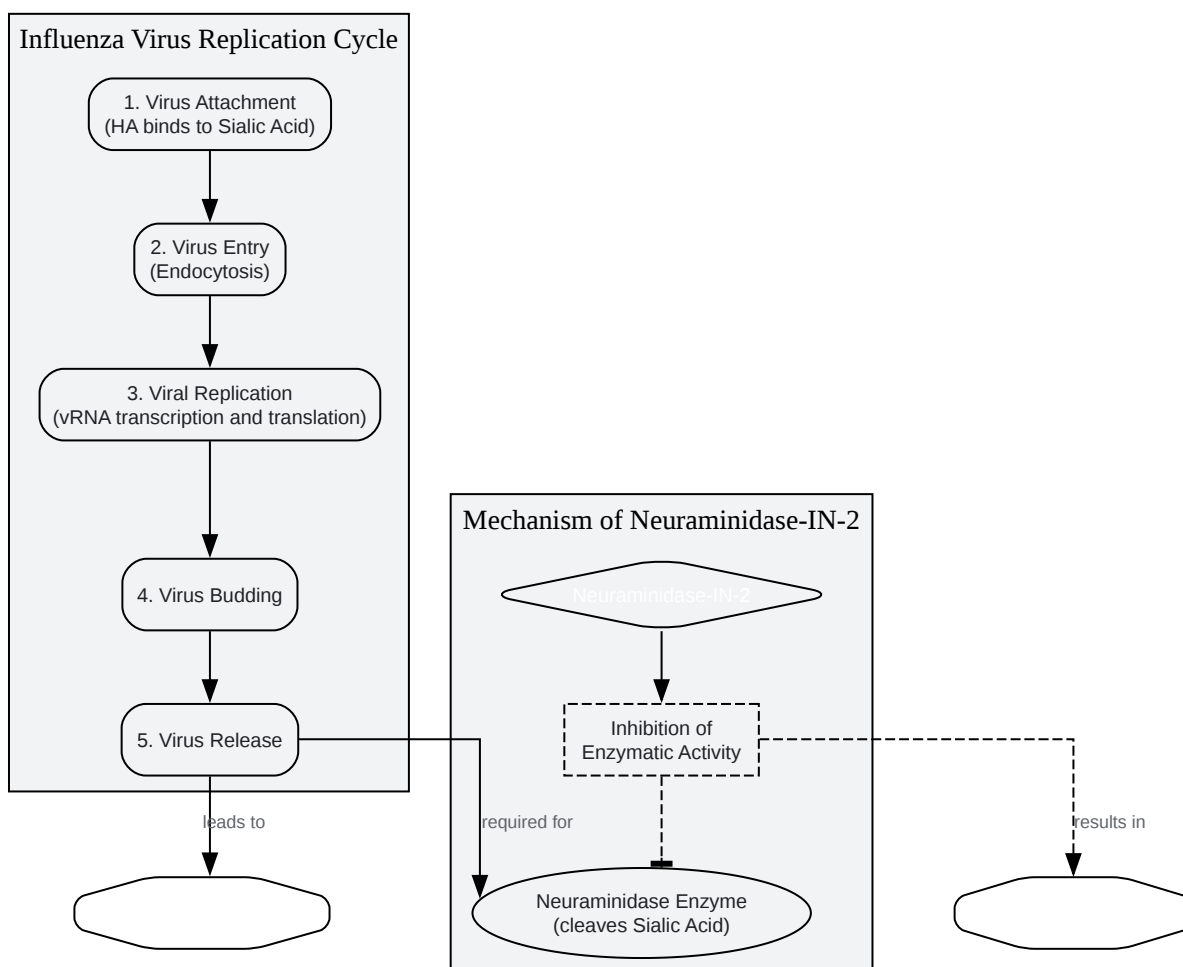 Influenza Virus Replication Cycle
1. Virus Attachment
(HA binds to Sialic Acid)
2. Virus Entry
(Endocytosis)
3. Viral Replication
(vRNA transcription and translation)
4. Virus Budding
5. Virus Release
leads to
Mechanism of Neuraminidase-IN-2
Neuraminidase-IN-2
Inhibition of
Enzymatic Activity
required for
Neuraminidase Enzyme
(cleaves Sialic Acid)
results in